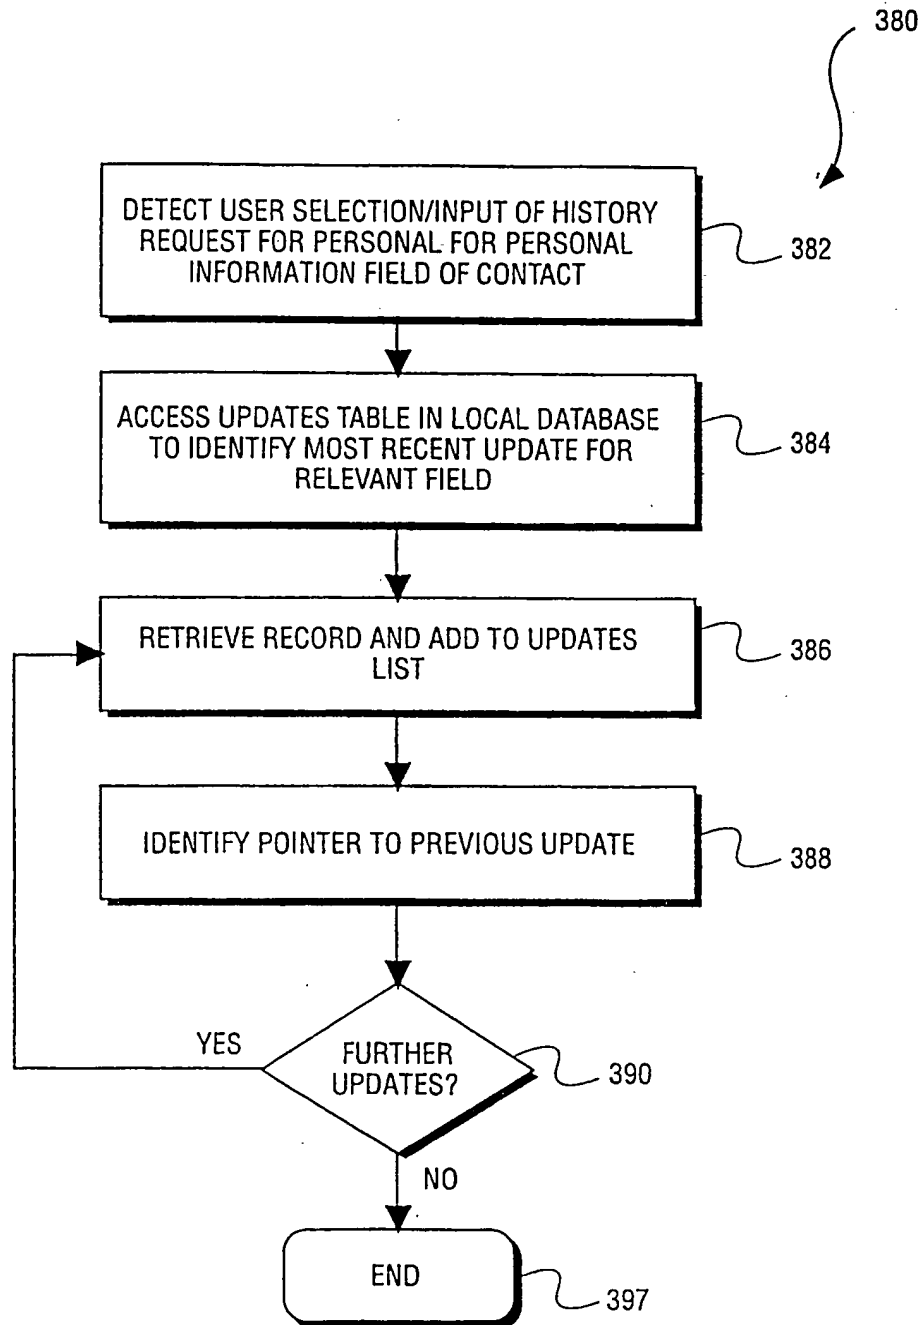 380
DETECT USER SELECTION/INPUT OF HISTORY
REQUEST FOR PERSONAL FOR PERSONAL
INFORMATION FIELD OF CONTACT
382
ACCESS UPDATES TABLE IN LOCAL DATABASE
TO IDENTIFY MOST RECENT UPDATE FOR
RELEVANT FIELD
384
RETRIEVE RECORD AND ADD TO UPDATES
LIST
386
IDENTIFY POINTER TO PREVIOUS UPDATE
388
YES
FURTHER
UPDATES?
390
NO
END
397